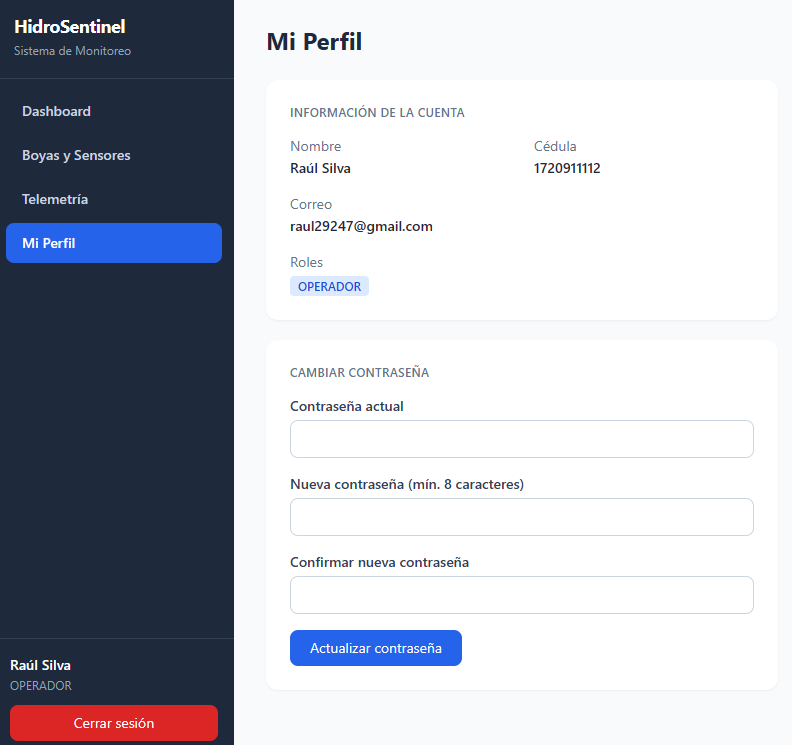 HidroSentinel
Sistema de Monitoreo
Dashboard
Boyas y Sensores
Telemetría
Mi Perfil
Raúl Silva
OPERADOR
Cerrar sesión
Mi Perfil
INFORMACIÓN DE LA CUENTA
Nombre
Raúl Silva
Cédula
1720911112
Correo
raul29247@gmail.com
Roles
OPERADOR
CAMBIAR CONTRASEÑA
Contraseña actual
Nueva contraseña (mín. 8 caracteres)
Confirmar nueva contraseña
Actualizar contraseña